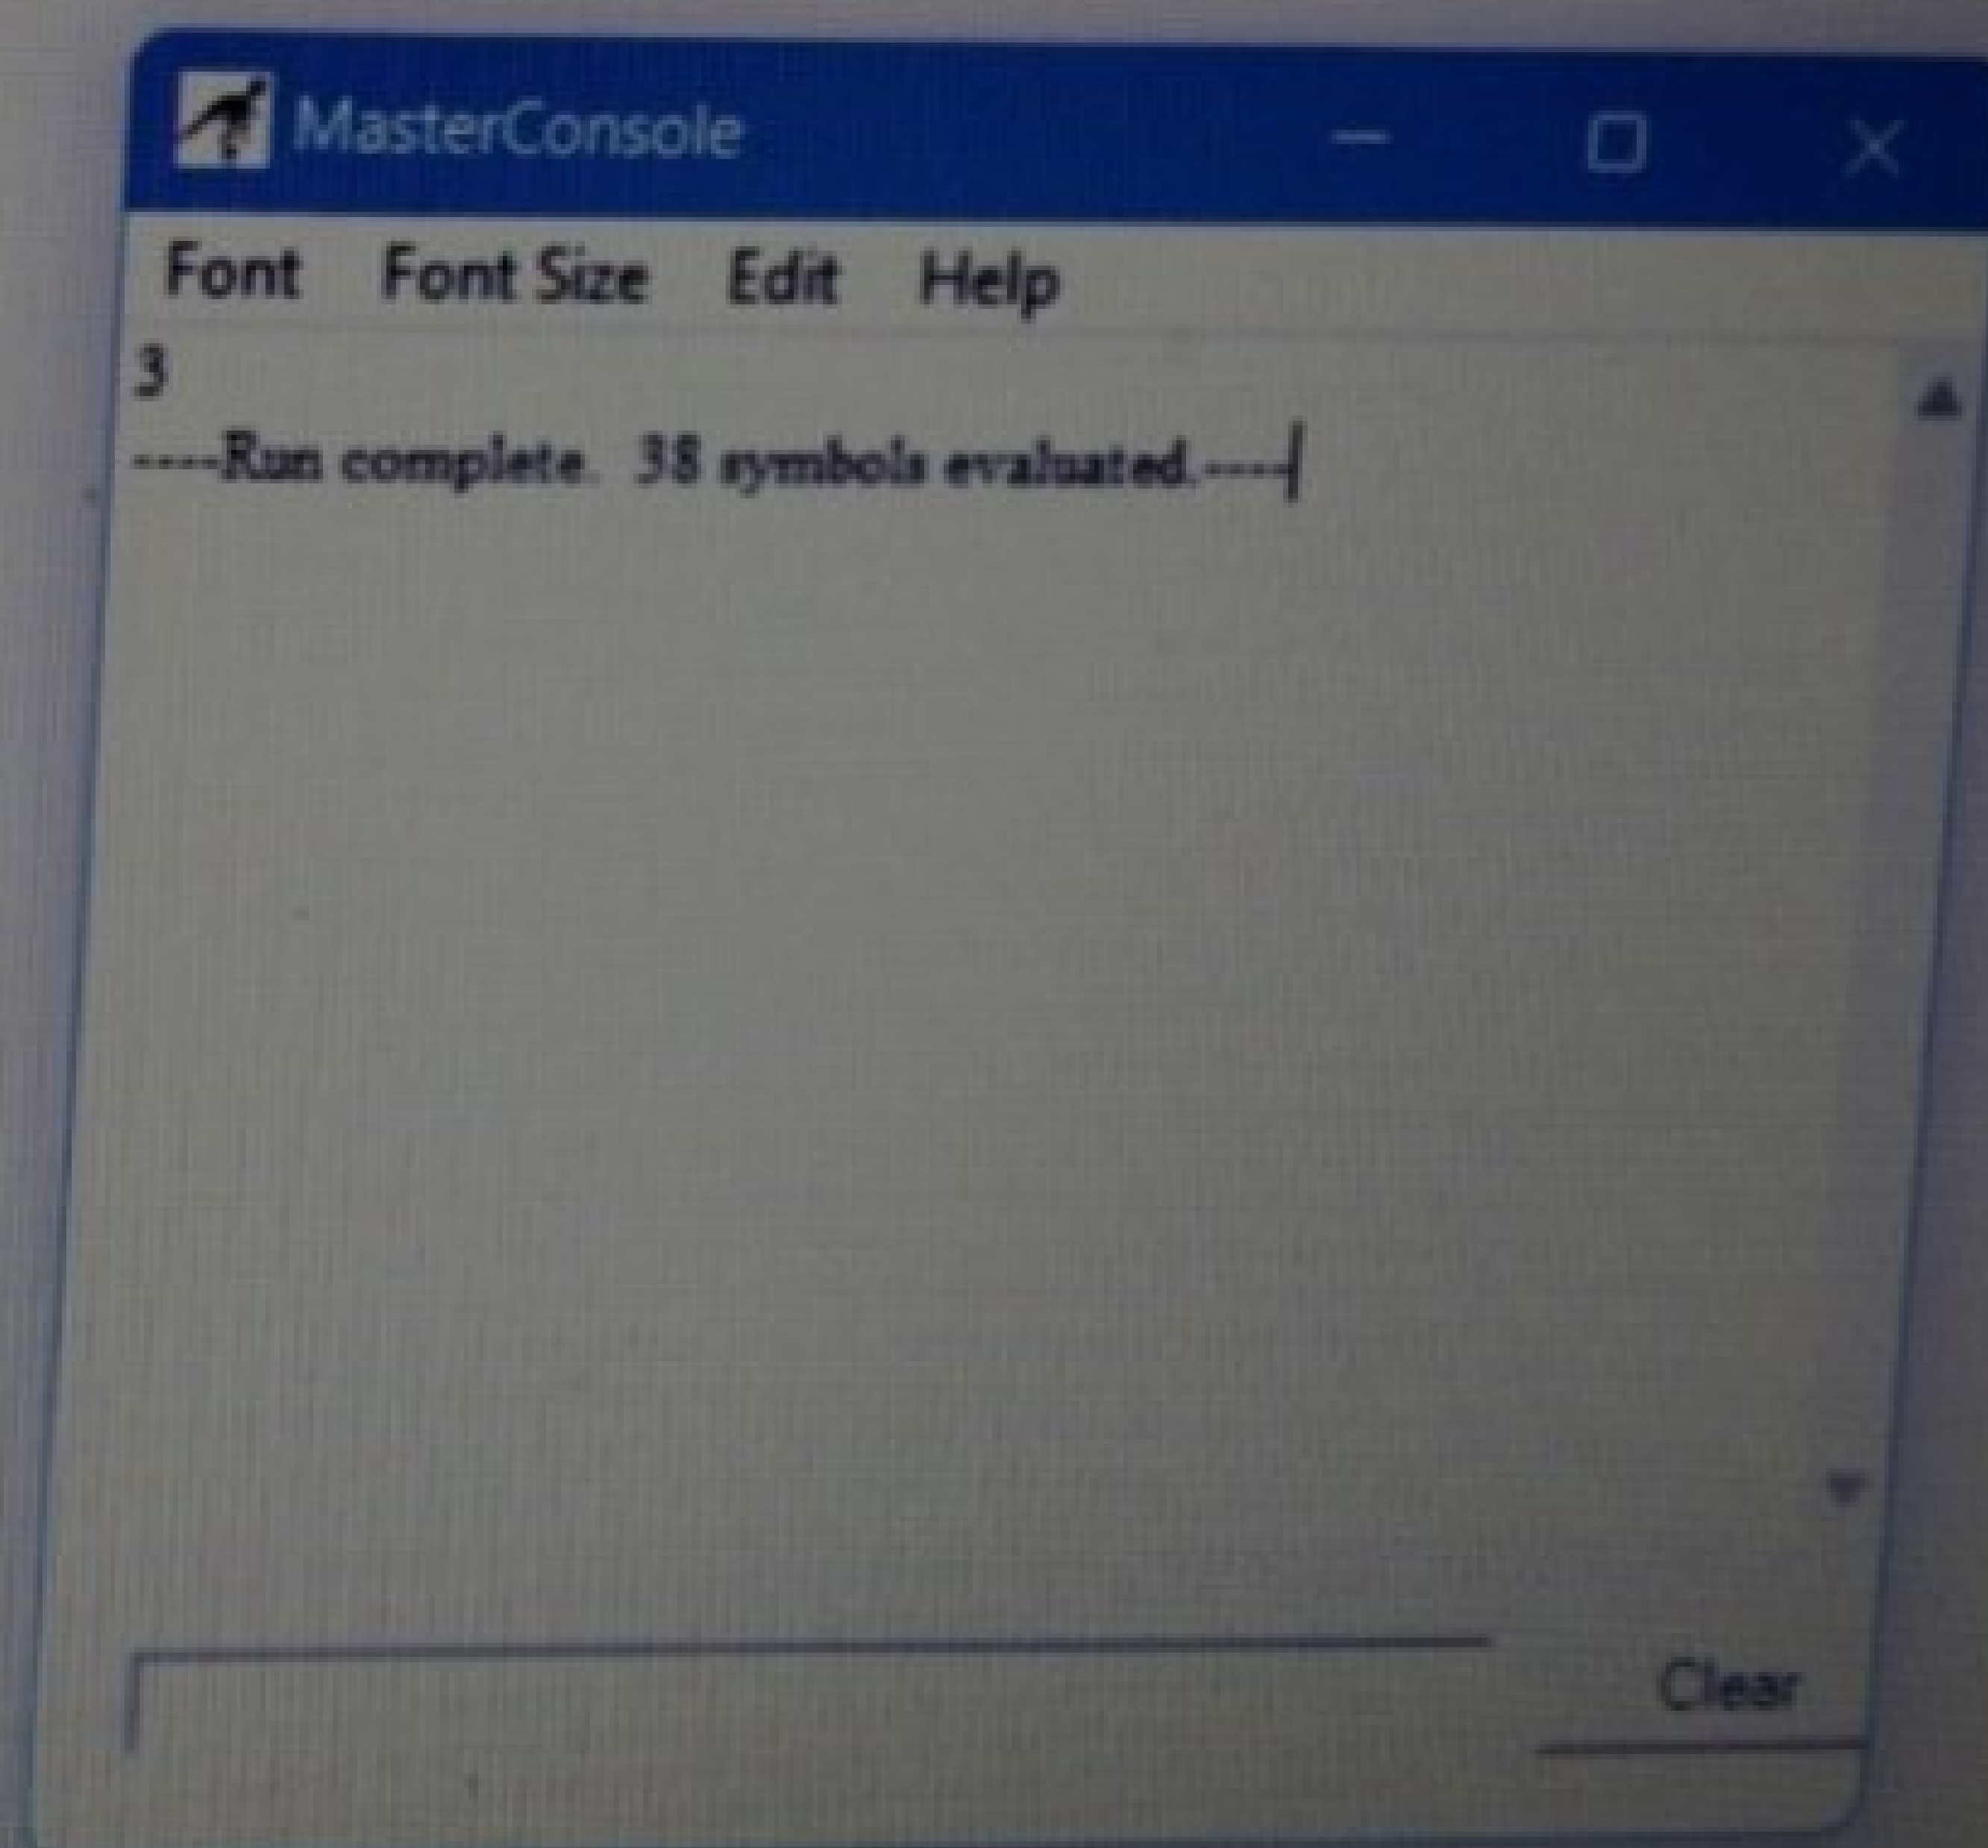 MasterConsole
Font Font Size Edit Help
3
----Run complete.  38 symbols evaluated.----
Clear